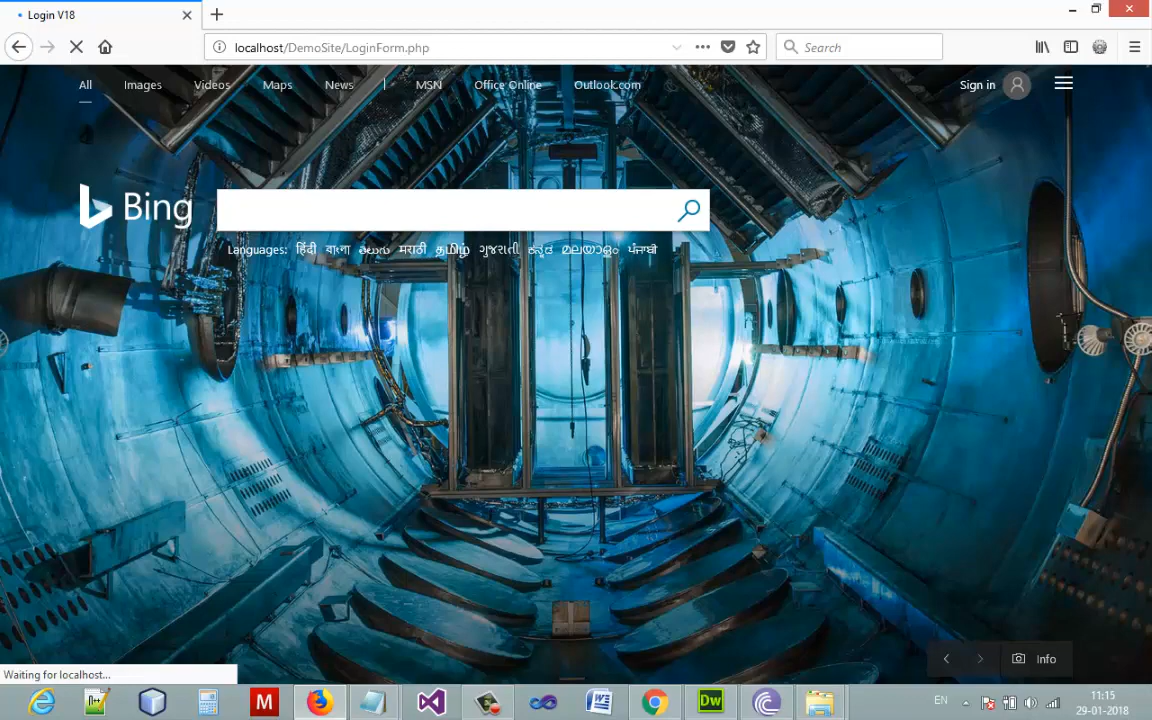 Login V18
localhost/DemoSite/LoginForm.php
Search
All Images Videos Maps News | MSN Office Online Outlook.com
Sign in
Bing
Languages: हिंदी বাংলা తెలుగు मराठी தமிழ் ગુજરાતી ಕನ್ನಡ മലയാളം ਪੰਜਾਬੀ
Info
Waiting for localhost...
N++
M
W
Dw
EN
11:15
29-01-2018